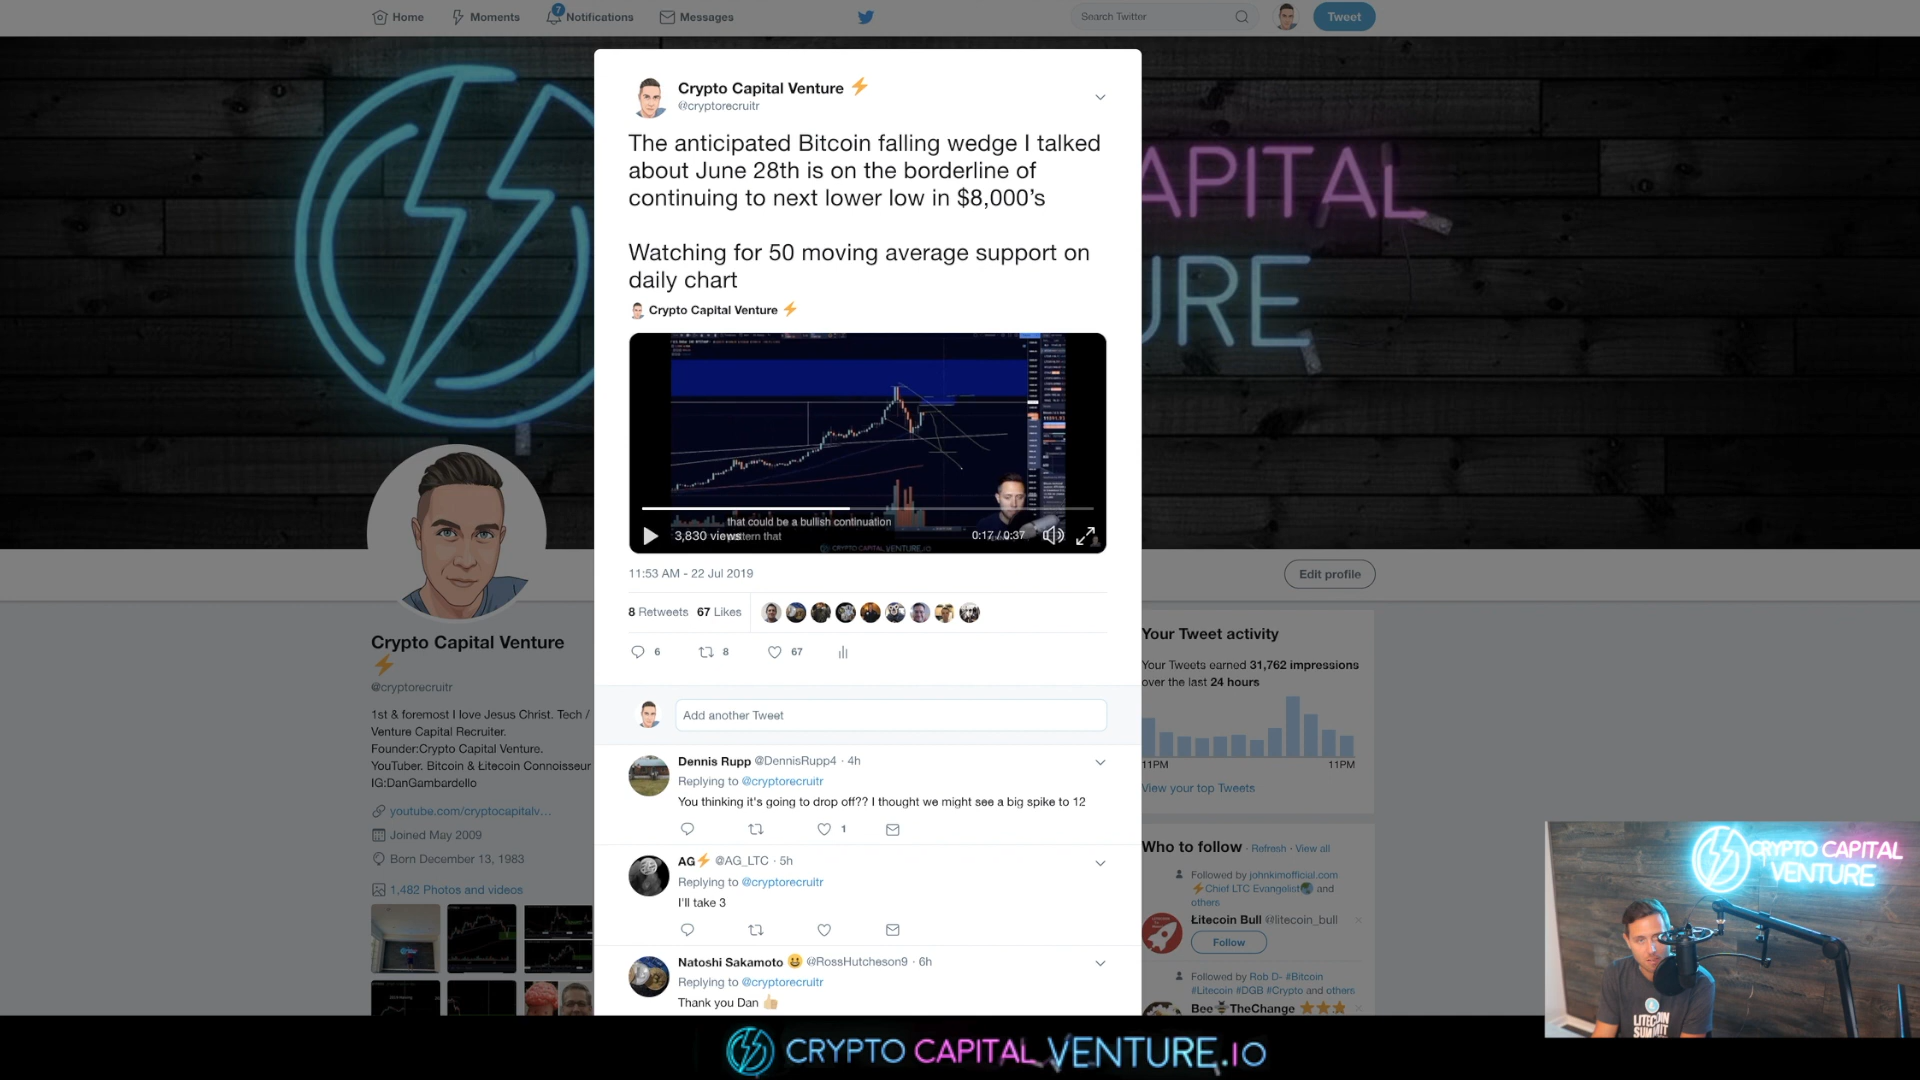 Home
Moments
7
Notifications
Messages
Search Twitter
Tweet
Crypto Capital Venture ⚡
@cryptorecruitr
The anticipated Bitcoin falling wedge I talked
about June 28th is on the borderline of
continuing to next lower low in $8,000's
Watching for 50 moving average support on
daily chart
Crypto Capital Venture ⚡
that could be a bullish continuation
pattern that
3,830 views
0:17 / 0:37
CRYPTO CAPITAL VENTURE.IO
11:53 AM - 22 Jul 2019
8 Retweets 67 Likes
6
8
67
Add another Tweet
Dennis Rupp @DennisRupp4 · 4h
Replying to @cryptorecruitr
You thinking it's going to drop off?? I thought we might see a big spike to 12
1
AG⚡ @AG_LTC · 5h
Replying to @cryptorecruitr
I'll take 3
Natoshi Sakamoto 😃 @RossHutcheson9 · 6h
Replying to @cryptorecruitr
Thank you Dan 👍
APITAL
URE
Crypto Capital Venture
⚡
@cryptorecruitr
1st & foremost I love Jesus Christ. Tech /
Venture Capital Recruiter.
Founder:Crypto Capital Venture.
YouTuber. Bitcoin & Łitecoin Connoisseur
IG:DanGambardello
youtube.com/cryptocapitalv…
Joined May 2009
Born December 13, 1983
1,482 Photos and videos
Edit profile
Your Tweet activity
Your Tweets earned 31,762 impressions
over the last 24 hours
11PM
11PM
View your top Tweets
Who to follow · Refresh · View all
Followed by johnkimofficial.com
⚡Chief LTC Evangelist🌏 and
others
Łitecoin Bull @litecoin_bull
Follow
Followed by Rob D- #Bitcoin
#Litecoin #DGB #Crypto and others
Bee🐝TheChange ⭐⭐⭐
CRYPTO CAPITAL
VENTURE
LITECOIN
SUMMIT
CRYPTO CAPITAL VENTURE.IO